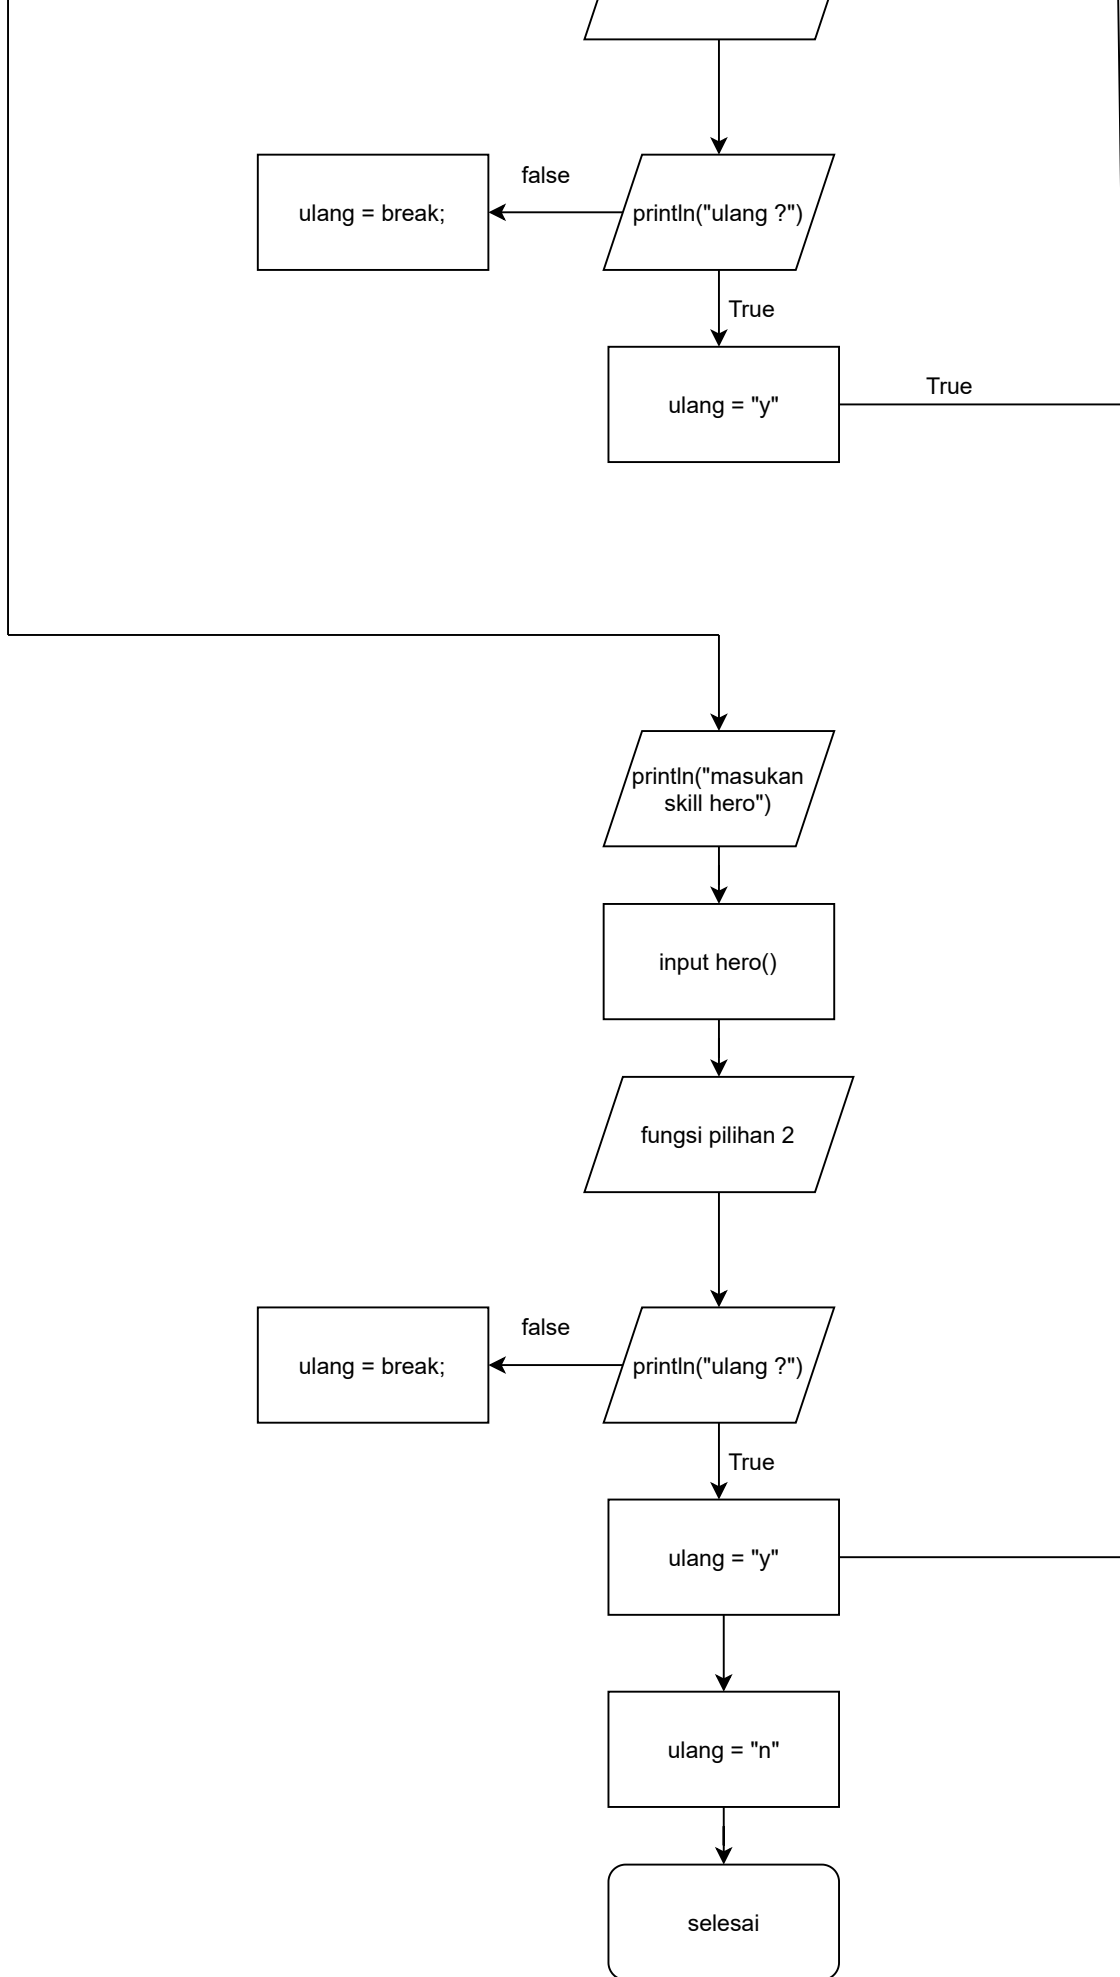 false
ulang = break;
println("ulang ?")
True
ulang = "y"
True
println("masukan
skill hero")
input hero()
fungsi pilihan 2
false
ulang = break;
println("ulang ?")
True
ulang = "y"
ulang = "n"
selesai